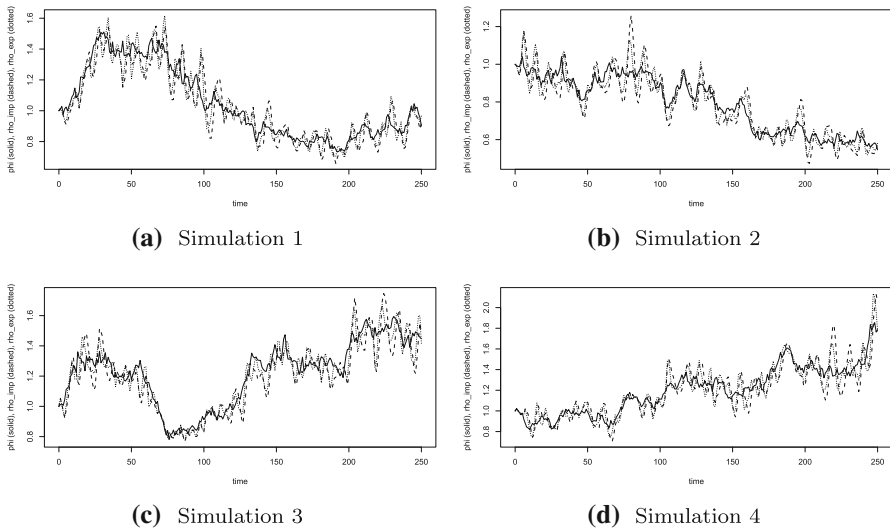 phi (solid), rho_imp (dashed), rho_exp (dotted)
1.6
1.4
1.2
1.0
0.8
0 50 100 150 200 250
time
(a) Simulation 1
phi (solid), rho_imp (dashed), rho_exp (dotted)
1.2
1.0
0.8
0.6
0 50 100 150 200 250
time
(b) Simulation 2
phi (solid), rho_imp (dashed), rho_exp (dotted)
1.6
1.4
1.2
1.0
0.8
0 50 100 150 200 250
time
(c) Simulation 3
phi (solid), rho_imp (dashed), rho_exp (dotted)
2.0
1.8
1.6
1.4
1.2
1.0
0.8
0 50 100 150 200 250
time
(d) Simulation 4